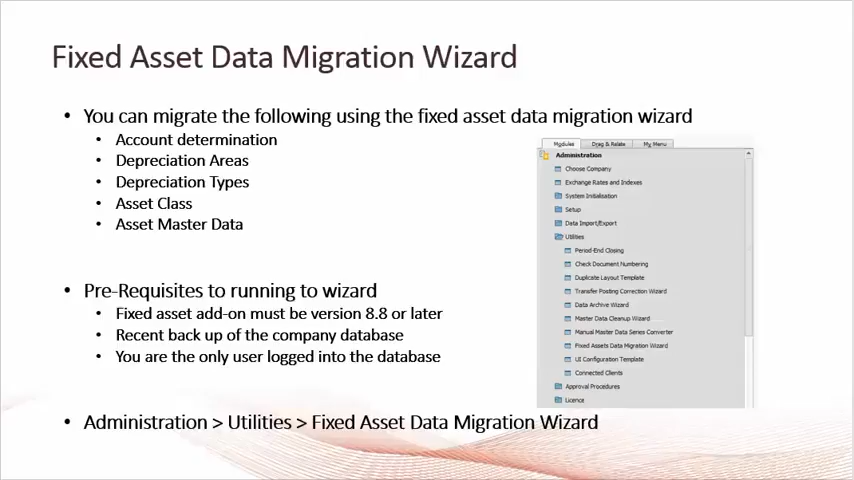 Fixed Asset Data Migration Wizard
• You can migrate the following using the fixed asset data migration wizard
• Account determination
• Depreciation Areas
• Depreciation Types
• Asset Class
• Asset Master Data
• Pre-Requisites to running to wizard
• Fixed asset add-on must be version 8.8 or later
• Recent back up of the company database
• You are the only user logged into the database
• Administration > Utilities > Fixed Asset Data Migration Wizard
Modules Drag & Relate My Menu
Administration
Choose Company
Exchange Rates and Indexes
System Initialisation
Setup
Data Import/Export
Utilities
Period-End Closing
Check Document Numbering
Duplicate Layout Template
Transfer Posting Correction Wizard
Data Archive Wizard
Master Data Cleanup Wizard
Manual Master Data Series Converter
Fixed Assets Data Migration Wizard
UI Configuration Template
Connected Clients
Approval Procedures
Licence